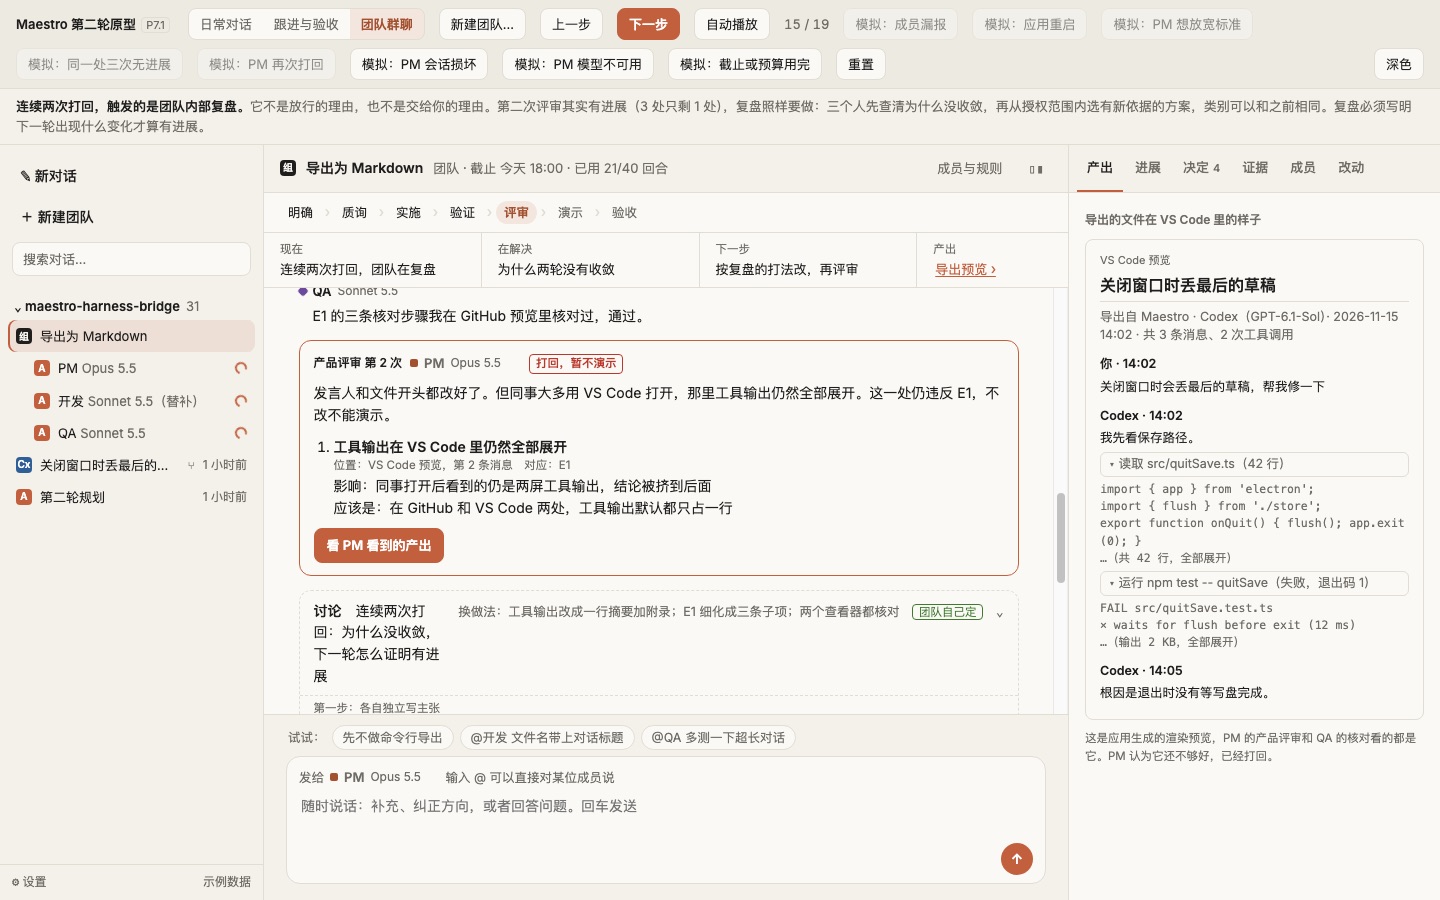 Maestro 第二轮原型 P7.1 日常对话 跟进与验收 团队群聊 新建团队... 上一步 下一步 自动播放 15 / 19 模拟：成员漏报 模拟：应用重启 模拟：PM 想放宽标准
模拟：同一处三次无进展 模拟：PM 再次打回 模拟：PM 会话损坏 模拟：PM 模型不可用 模拟：截止或预算用完 重置 深色
连续两次打回，触发的是团队内部复盘。它不是放行的理由，也不是交给你的理由。第二次评审其实有进展（3 处只剩 1 处），复盘照样要做：三个人先查清为什么没收敛，再从授权范围内选有新依据的方案，类别可以和之前相同。复盘必须写明
下一轮出现什么变化才算有进展。
✎ 新对话
＋ 新建团队
搜索对话...
⌄ maestro-harness-bridge 31
组 导出为 Markdown
A PM Opus 5.5
A 开发 Sonnet 5.5（替补）
A QA Sonnet 5.5
Cx 关闭窗口时丢最后的... ⑂ 1 小时前
A 第二轮规划 1 小时前
⚙ 设置 示例数据
组 导出为 Markdown 团队 · 截止 今天 18:00 · 已用 21/40 回合 成员与规则
明确 › 质询 › 实施 › 验证 › 评审 › 演示 › 验收
现在
连续两次打回，团队在复盘
在解决
为什么两轮没有收敛
下一步
按复盘的打法改，再评审
产出
导出预览 ›
QA Sonnet 5.5
E1 的三条核对步骤我在 GitHub 预览里核对过，通过。
产品评审 第 2 次 PM Opus 5.5 打回，暂不演示
发言人和文件开头都改好了。但同事大多用 VS Code 打开，那里工具输出仍然全部展开。这一处仍违反 E1，不
改不能演示。
1. 工具输出在 VS Code 里仍然全部展开
位置：VS Code 预览，第 2 条消息 对应：E1
影响：同事打开后看到的仍是两屏工具输出，结论被挤到后面
应该是：在 GitHub 和 VS Code 两处，工具输出默认都只占一行
看 PM 看到的产出
讨论 连续两次打
回：为什么没收敛，
下一轮怎么证明有进
展
换做法：工具输出改成一行摘要加附录；E1 细化成三条子项；两个查看器都核对 团队自己定 ⌄
第一步：各自独立写主张
试试： 先不做命令行导出 @开发 文件名带上对话标题 @QA 多测一下超长对话
发给 PM Opus 5.5 输入 @ 可以直接对某位成员说
随时说话：补充、纠正方向，或者回答问题。回车发送
产出 进展 决定 4 证据 成员 改动
导出的文件在 VS Code 里的样子
VS Code 预览
关闭窗口时丢最后的草稿
导出自 Maestro · Codex（GPT-6.1-Sol）· 2026-11-15
14:02 · 共 3 条消息、2 次工具调用
你 · 14:02
关闭窗口时会丢最后的草稿，帮我修一下
Codex · 14:02
我先看保存路径。
▾ 读取 src/quitSave.ts（42 行）
import { app } from 'electron';
import { flush } from './store';
export function onQuit() { flush(); app.exit
(0); }
…（共 42 行，全部展开）
▾ 运行 npm test -- quitSave（失败，退出码 1）
FAIL src/quitSave.test.ts
× waits for flush before exit (12 ms)
…（输出 2 KB，全部展开）
Codex · 14:05
根因是退出时没有等写盘完成。
这是应用生成的渲染预览，PM 的产品评审和 QA 的核对看的都是
它。PM 认为它还不够好，已经打回。